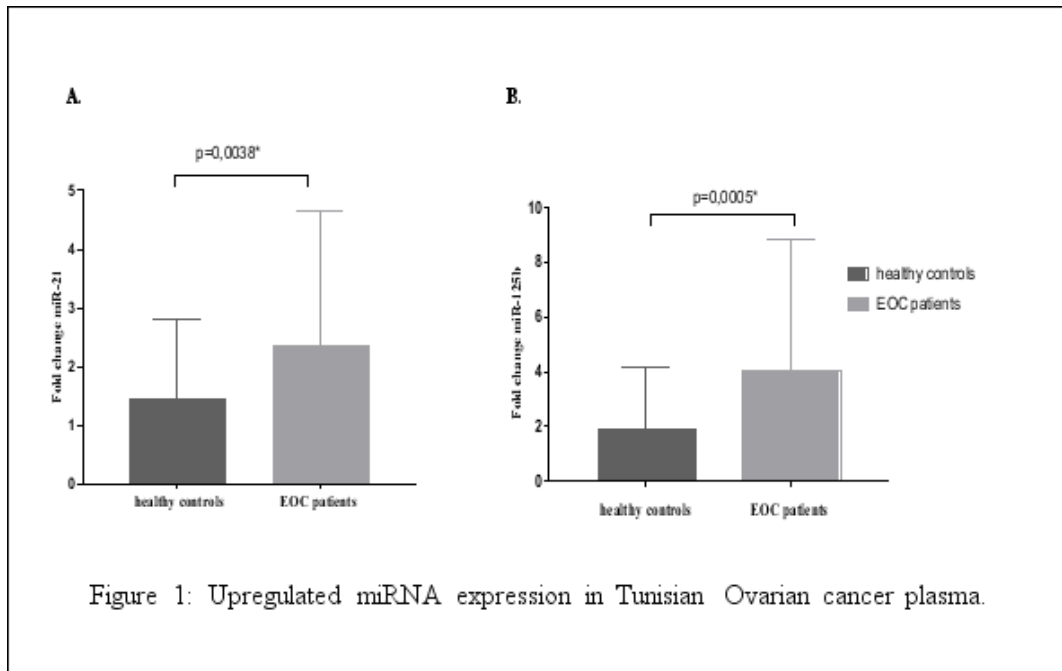 A.
p=0,0038*
5
4
3
2
1
0
Fold change miR-21
healthy controls
EOC patients
B.
p=0,0005*
10
8
6
4
2
0
Fold change miR-125b
healthy controls
EOC patients
healthy controls
EOC patients
Figure 1: Upregulated miRNA expression in Tunisian Ovarian cancer plasma.